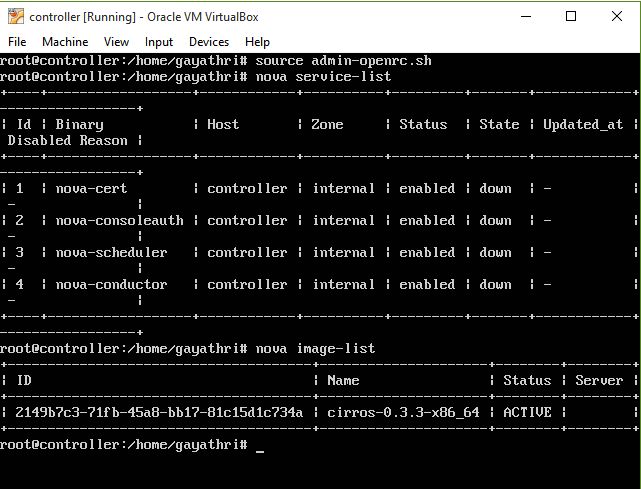 controller [Running] - Oracle VM VirtualBox
File Machine View Input Devices Help
root@controller:/home/gayathri# source admin-openrc.sh
root@controller:/home/gayathri# nova service-list
+----+------------------+------------+----------+---------+-------+------------+
-----------------+
| Id | Binary           | Host       | Zone     | Status  | State | Updated_at |
 Disabled Reason |
+----+------------------+------------+----------+---------+-------+------------+
-----------------+
| 1  | nova-cert        | controller | internal | enabled | down  | -          |
 -               |
| 2  | nova-consoleauth | controller | internal | enabled | down  | -          |
 -               |
| 3  | nova-scheduler   | controller | internal | enabled | down  | -          |
 -               |
| 4  | nova-conductor   | controller | internal | enabled | down  | -          |
 -               |
+----+------------------+------------+----------+---------+-------+------------+
-----------------+
root@controller:/home/gayathri# nova image-list
+--------------------------------------+---------------------+--------+--------+
| ID                                   | Name                | Status | Server |
+--------------------------------------+---------------------+--------+--------+
| 2149b7c3-71fb-45a8-bb17-81c15d1c734a | cirros-0.3.3-x86_64 | ACTIVE |        |
+--------------------------------------+---------------------+--------+--------+
root@controller:/home/gayathri# _